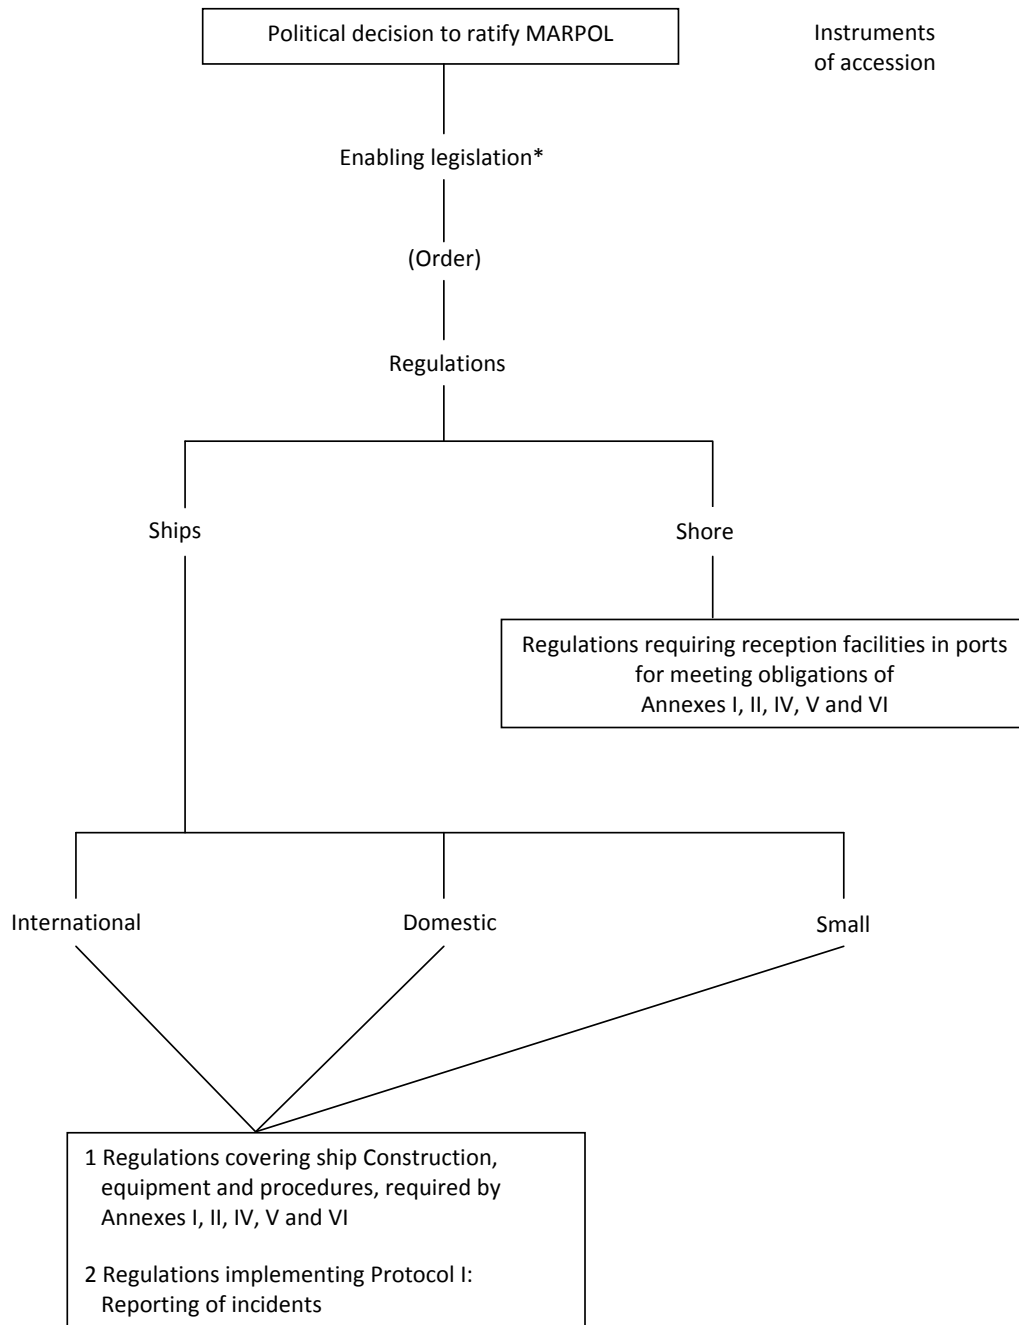 Political decision to ratify MARPOL
Instruments
of accession
Enabling legislation*
(Order)
Regulations
Ships
Shore
Regulations requiring reception facilities in ports
for meeting obligations of
Annexes I, II, IV, V and VI
International
Domestic
Small
1 Regulations covering ship Construction,
equipment and procedures, required by
Annexes I, II, IV, V and VI
2 Regulations implementing Protocol I:
Reporting of incidents